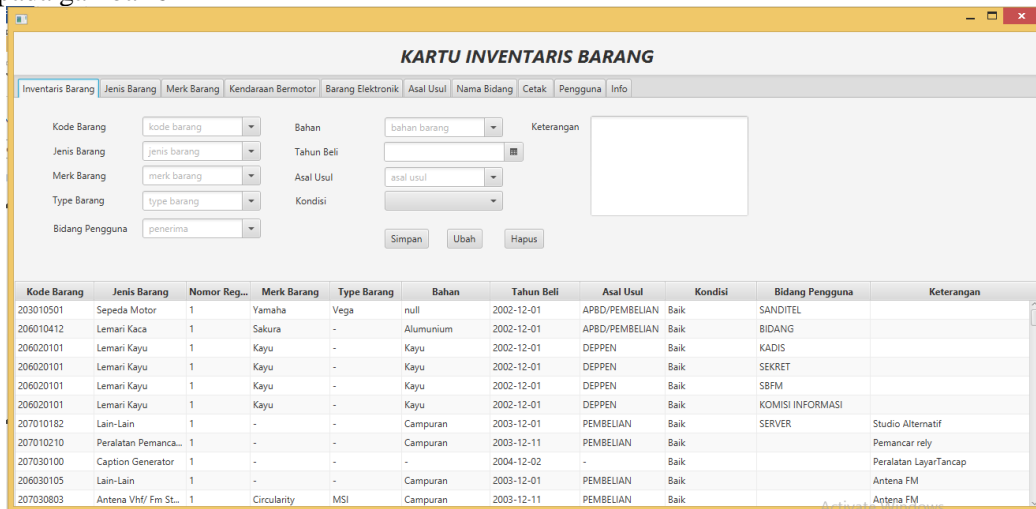 KARTU INVENTARIS BARANG
Inventaris Barang Jenis Barang Merk Barang Kendaraan Bermotor Barang Elektronik Asal Usul Nama Bidang Cetak Pengguna Info
Kode Barang kode barang Bahan bahan barang Keterangan
Jenis Barang jenis barang Tahun Beli
Merk Barang merk barang Asal Usul asal usul
Type Barang type barang Kondisi
Bidang Pengguna penerima
Simpan Ubah Hapus
Kode Barang Jenis Barang Nomor Reg... Merk Barang Type Barang Bahan Tahun Beli Asal Usul Kondisi Bidang Pengguna Keterangan
203010501 Sepeda Motor 1 Yamaha Vega null 2002-12-01 APBD/PEMBELIAN Baik SANDITEL
206010412 Lemari Kaca 1 Sakura - Alumunium 2002-12-01 APBD/PEMBELIAN Baik BIDANG
206020101 Lemari Kayu 1 Kayu - Kayu 2002-12-01 DEPPEN Baik KADIS
206020101 Lemari Kayu 1 Kayu - Kayu 2002-12-01 DEPPEN Baik SEKRET
206020101 Lemari Kayu 1 Kayu - Kayu 2002-12-01 DEPPEN Baik SBFM
206020101 Lemari Kayu 1 Kayu - Kayu 2002-12-01 DEPPEN Baik KOMISI INFORMASI
207010182 Lain-Lain 1 - - Campuran 2003-12-01 PEMBELIAN Baik SERVER Studio Alternatif
207010210 Peralatan Pemanca... 1 - - Campuran 2003-12-11 PEMBELIAN Baik Pemancar rely
207030100 Caption Generator 1 - - - 2004-12-02 - Baik Peralatan LayarTancap
206030105 Lain-Lain 1 - - Campuran 2003-12-01 PEMBELIAN Baik Antena FM
207030803 Antena Vhf/ Fm St... 1 Circularity MSI Campuran 2003-12-11 PEMBELIAN Baik Antena FM
Activate Windows